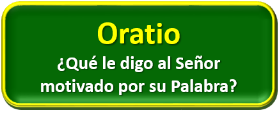 Oratio
¿Qué le digo al Señor
motivado por su Palabra?